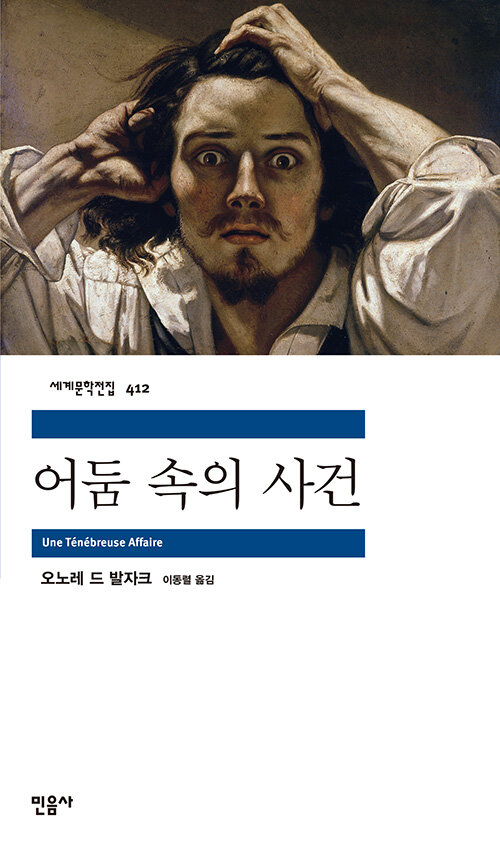 세계문학전집 412
어둠 속의 사건
Une Ténébreuse Affaire
오노레 드 발자크 이동렬 옮김
민음사